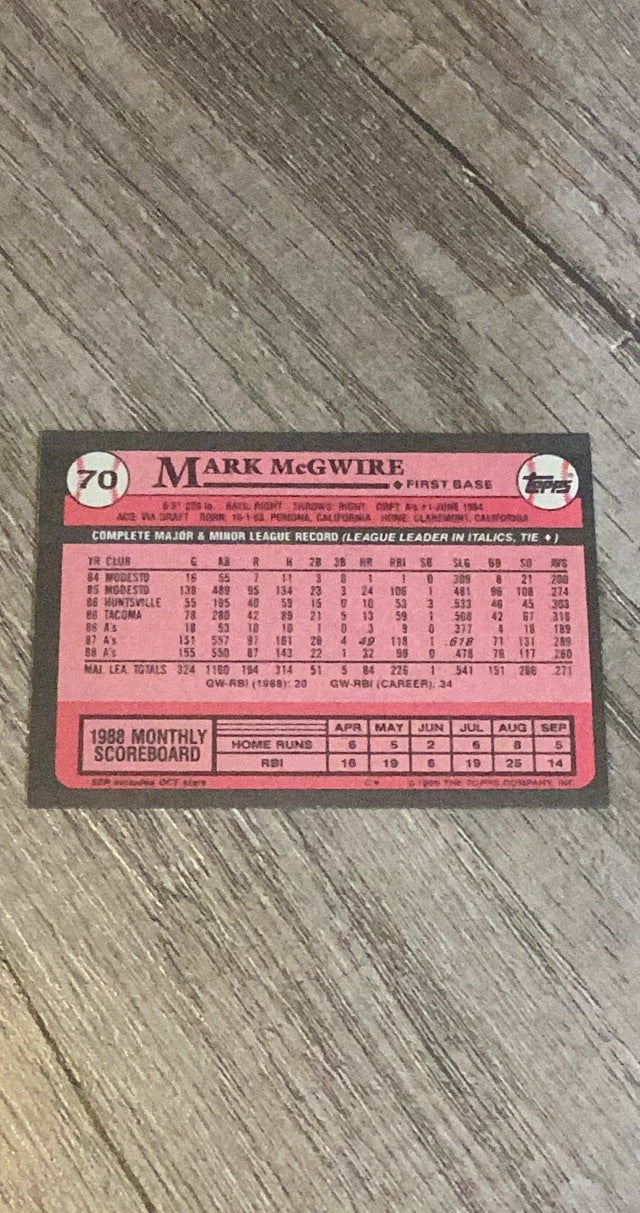 70 MARK McGWIRE ◆ FIRST BASE TOPPS
6'5" 220 lb. BATS: RIGHT THROWS: RIGHT DRFT: A's #1-JUNE 1984
ACQ: VIA DRAFT BORN: 10-1-63, POMONA, CALIFORNIA HOME: CLAREMONT, CALIFORNIA
COMPLETE MAJOR & MINOR LEAGUE RECORD (LEAGUE LEADER IN ITALICS, TIE ♦)
YR CLUB G AB R H 2B 3B HR RBI SB SLG BB SO AVG
84 MODESTO 16 55 7 11 3 0 1 1 0 .309 8 21 .200
85 MODESTO 138 489 95 134 23 3 24 106 1 .481 96 108 .274
86 HUNTSVILLE 55 195 40 59 15 0 10 53 3 .533 46 45 .303
86 TACOMA 78 280 42 89 21 5 13 59 1 .568 42 67 .318
86 A's 18 53 10 10 1 0 3 9 0 .377 4 18 .189
87 A's 151 557 97 161 28 4 49 118 1 .618 71 131 .289
88 A's 155 550 87 143 22 1 32 99 0 .478 76 117 .260
MAJ. LEA. TOTALS 324 1160 194 314 51 5 84 226 1 .541 151 266 .271
GW-RBI (1988): 20 GW-RBI (CAREER): 34
1988 MONTHLY SCOREBOARD
APR MAY JUN JUL AUG SEP
HOME RUNS 6 5 2 6 8 5
RBI 16 19 6 19 25 14
SEP includes OCT stats THE TOPPS COMPANY, INC.